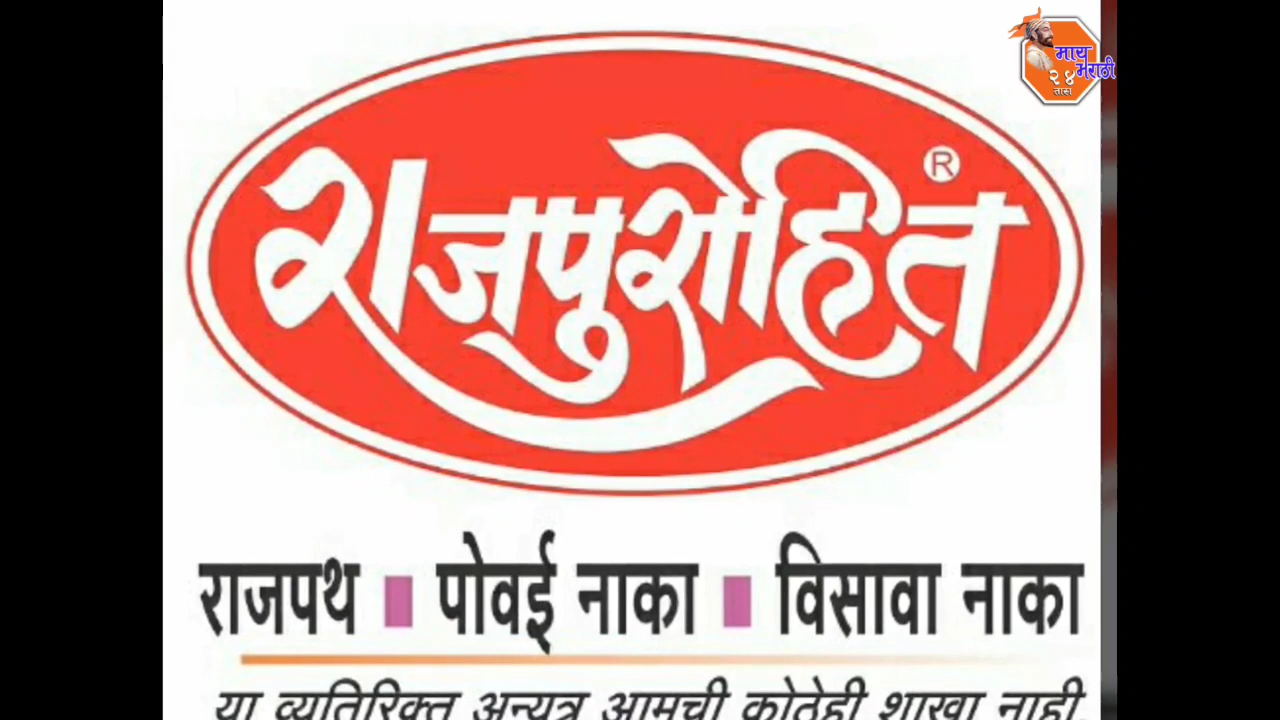 माय
मराठी
२४
तास
राजपुरोहित
®
राजपथ ■ पोवई नाका ■ विसावा नाका
या व्यतिरिक्त अन्यत्र आमची कोठेही शाखा नाही.